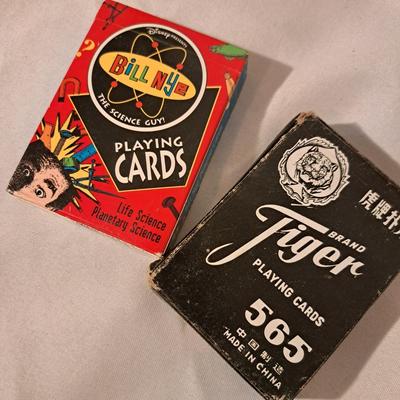 Disney PRESENTS
BILL NYE
THE SCIENCE GUY!
PLAYING
CARDS
Life Science
Planetary Science
虎牌扑
Tiger
BRAND
PLAYING CARDS
565
中国制造
MADE IN CHINA